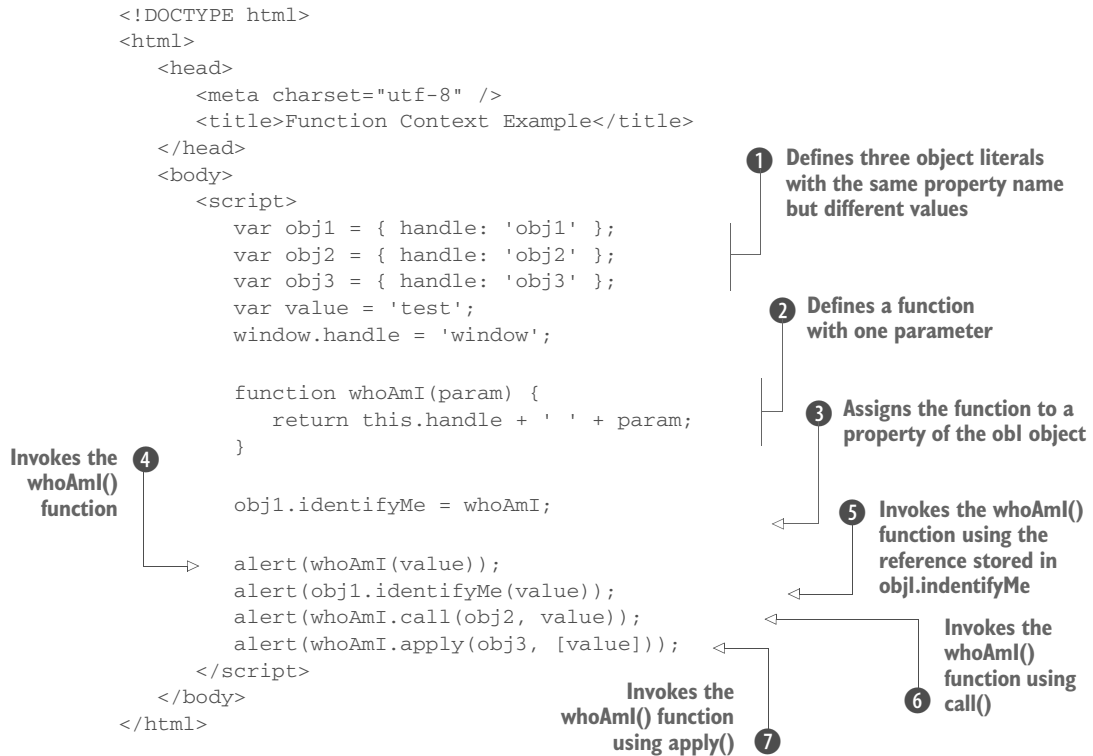 <!DOCTYPE html>
<html>
<head>
<meta charset="utf-8" />
<title>Function Context Example</title>
</head>
<body>
<script>
var obj1 = { handle: 'obj1' };
var obj2 = { handle: 'obj2' };
var obj3 = { handle: 'obj3' };
var value = 'test';
window.handle = 'window';
1 Defines three object literals
with the same property name
but different values
function whoAmI(param) {
return this.handle + ' ' + param;
}
2 Defines a function
with one parameter
obj1.identifyMe = whoAmI;
3 Assigns the function to a
property of the obl object
Invokes the 4
whoAmI()
function
alert(whoAmI(value));
alert(obj1.identifyMe(value));
alert(whoAmI.call(obj2, value));
alert(whoAmI.apply(obj3, [value]));
5 Invokes the whoAmI()
function using the
reference stored in
objI.indentifyMe
</script>
</body>
</html>
Invokes the
whoAmI()
function using
6 call()
Invokes the
whoAmI() function
using apply() 7